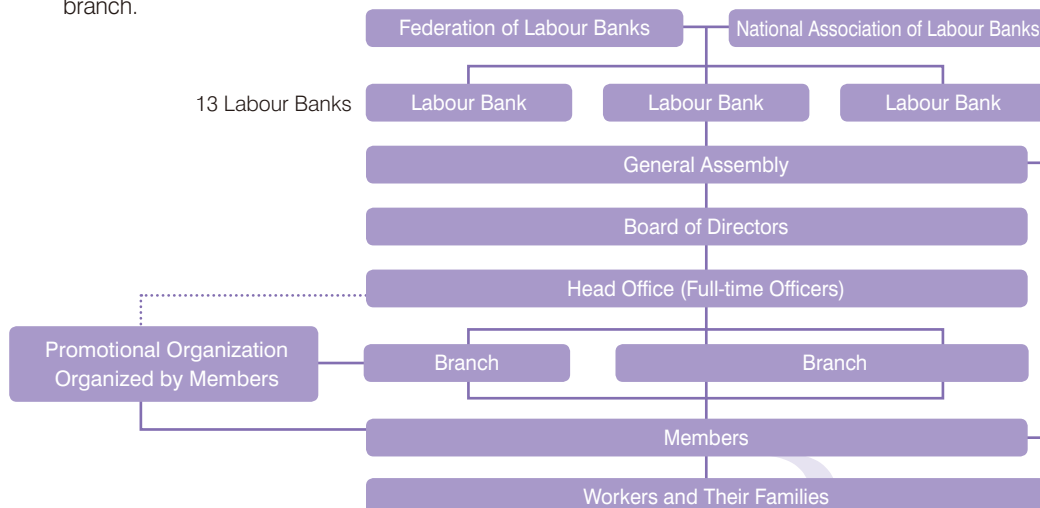 branch.
Federation of Labour Banks
National Association of Labour Banks
13 Labour Banks
Labour Bank
Labour Bank
Labour Bank
General Assembly
Board of Directors
Head Office (Full-time Officers)
Promotional Organization
Organized by Members
Branch
Branch
Members
Workers and Their Families